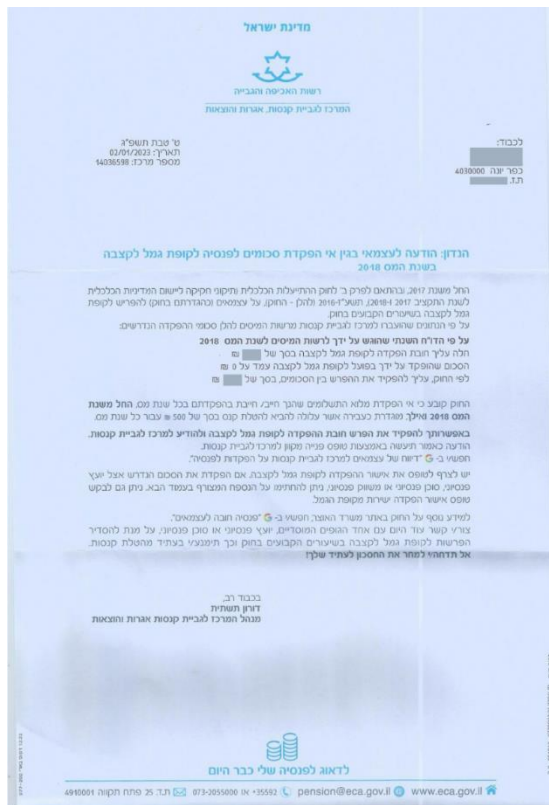 מדינת ישראל
רשות האכיפה והגבייה
המרכז לגביית קנסות, אגרות והוצאות
ט' טבת תשפ"ג
תאריך: 02/01/2023
מספר מרכז: 14036598
לכבוד:
כפר יונה 4030000
ת.ז.
הנדון: הודעה לעצמאי בגין אי הפקדת סכומים לפנסיה לקופת גמל לקצבה
בשנת המס 2018
החל משנת 2017, ובהתאם לפרק ב' לחוק ההתייעלות הכלכלית ותיקוני חקיקה ליישום המדיניות הכלכלית
לשנת התקציב 2017 ו-2018), תשע"ז-2016 (להלן - החוק), על עצמאים (כהגדרתם בחוק) להפריש לקופת
גמל לקצבה בשיעורים הקבועים בחוק.
על פי הנתונים שהועברו למרכז לגביית קנסות מרשות המיסים להלן סכומי ההפקדה הנדרשים:
על פי הדו"ח השנתי שהוגש על ידך לרשות המיסים לשנת המס 2018
חלה עליך חובת הפקדה לקופת גמל לקצבה בסך של ₪
הסכום שהופקד על ידך בפועל לקופת גמל לקצבה עמד על 0 ₪
לפי החוק, עליך להפקיד את ההפרש בין הסכומים, בסך של ₪
החוק קובע כי אי הפקדת מלוא התשלומים שהנך חייב/ חייבת בהפקדתם בכל שנת מס, החל משנת
המס 2018 ואילך, מוגדרת כעבירה אשר עלולה להביא להטלת קנס בסך של 500 ₪ עבור כל שנת מס.
באפשרותך להפקיד את הפרש חובת ההפקדה לקופת גמל לקצבה ולהודיע למרכז לגביית קנסות.
הודעה כאמור תיעשה באמצעות טופס פנייה מקוון למרכז לגביית קנסות.
חפשו/י ב- G "דיווח של עצמאים למרכז לגביית קנסות על הפקדות לפנסיה".
יש לצרף לטופס את אישור ההפקדה לקופת גמל לקצבה. אם הפקדת את הסכום הנדרש אצל יועץ
פנסיוני, סוכן פנסיוני או משווק פנסיוני, ניתן להחתימו על הנספח המצורף בעמוד הבא. ניתן גם לבקש
טופס אישור הפקדה ישירות מקופת הגמל.
למידע נוסף על החוק באתר משרד האוצר, חפשו/י ב- G "פנסיה חובה לעצמאים".
צור/י קשר עוד היום עם אחד הגופים המוסדיים, יועץ פנסיוני או סוכן פנסיוני, על מנת להסדיר
הפרשות לקופת גמל לקצבה בשיעורים הקבועים בחוק וכך תימנע/י בעתיד מהטלת קנסות.
אל תדחה/י למחר את החסכון לעתיד שלך!
בכבוד רב,
דורון תשתית
מנהל המרכז לגביית קנסות אגרות והוצאות
לדאוג לפנסיה שלי כבר היום
www.eca.gov.il pension@eca.gov.il 35592* או 073-2055000 ת.ד. 25 פתח תקווה 4910001